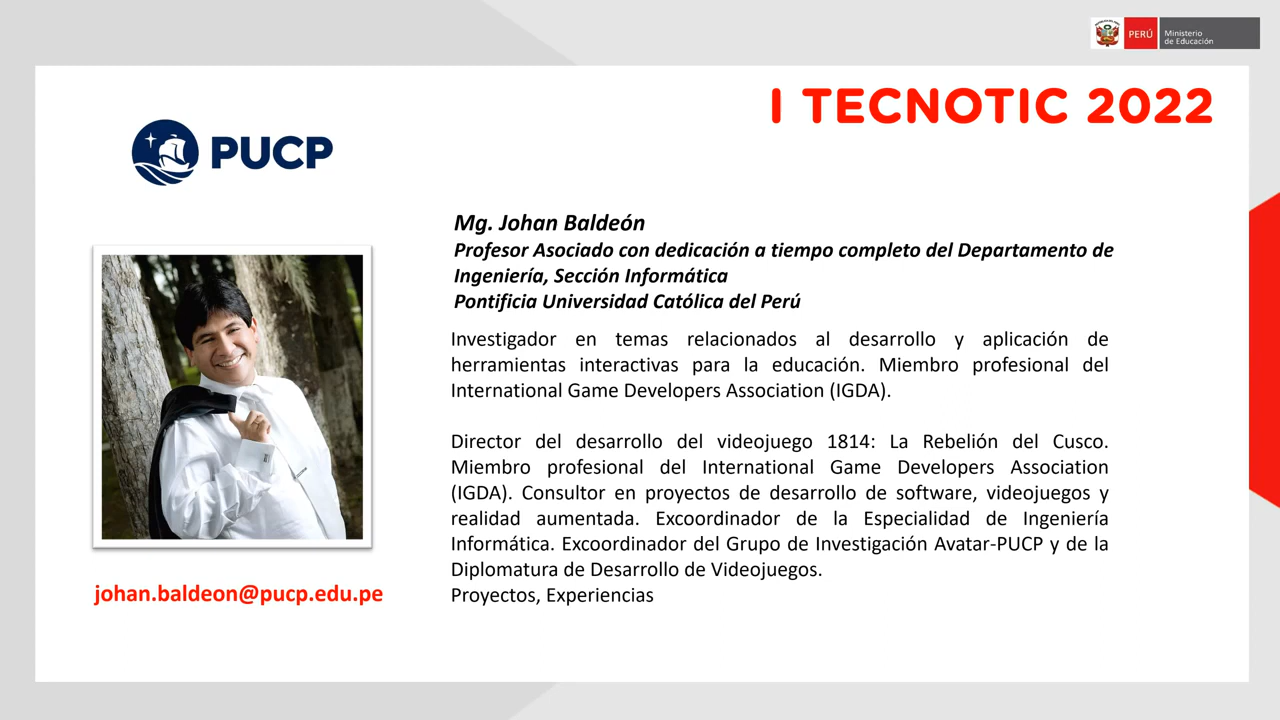 PERÚ
Ministerio
de Educación
I TECNOTIC 2022
PUCP
Mg. Johan Baldeón
Profesor Asociado con dedicación a tiempo completo del Departamento de
Ingeniería, Sección Informática
Pontificia Universidad Católica del Perú
Investigador en temas relacionados al desarrollo y aplicación de
herramientas interactivas para la educación. Miembro profesional del
International Game Developers Association (IGDA).
Director del desarrollo del videojuego 1814: La Rebelión del Cusco.
Miembro profesional del International Game Developers Association
(IGDA). Consultor en proyectos de desarrollo de software, videojuegos y
realidad aumentada. Excoordinador de la Especialidad de Ingeniería
Informática. Excoordinador del Grupo de Investigación Avatar-PUCP y de la
Diplomatura de Desarrollo de Videojuegos.
Proyectos, Experiencias
johan.baldeon@pucp.edu.pe